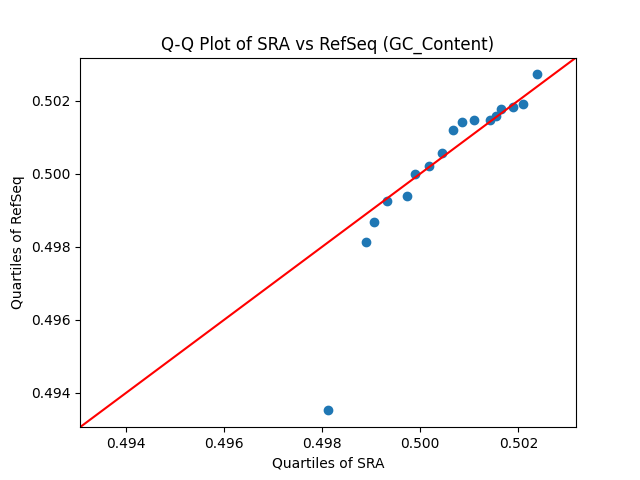 Q-Q Plot of SRA vs RefSeq (GC_Content)
0.502
0.500
0.498
0.496
0.494
Quartiles of RefSeq
0.494 0.496 0.498 0.500 0.502
Quartiles of SRA